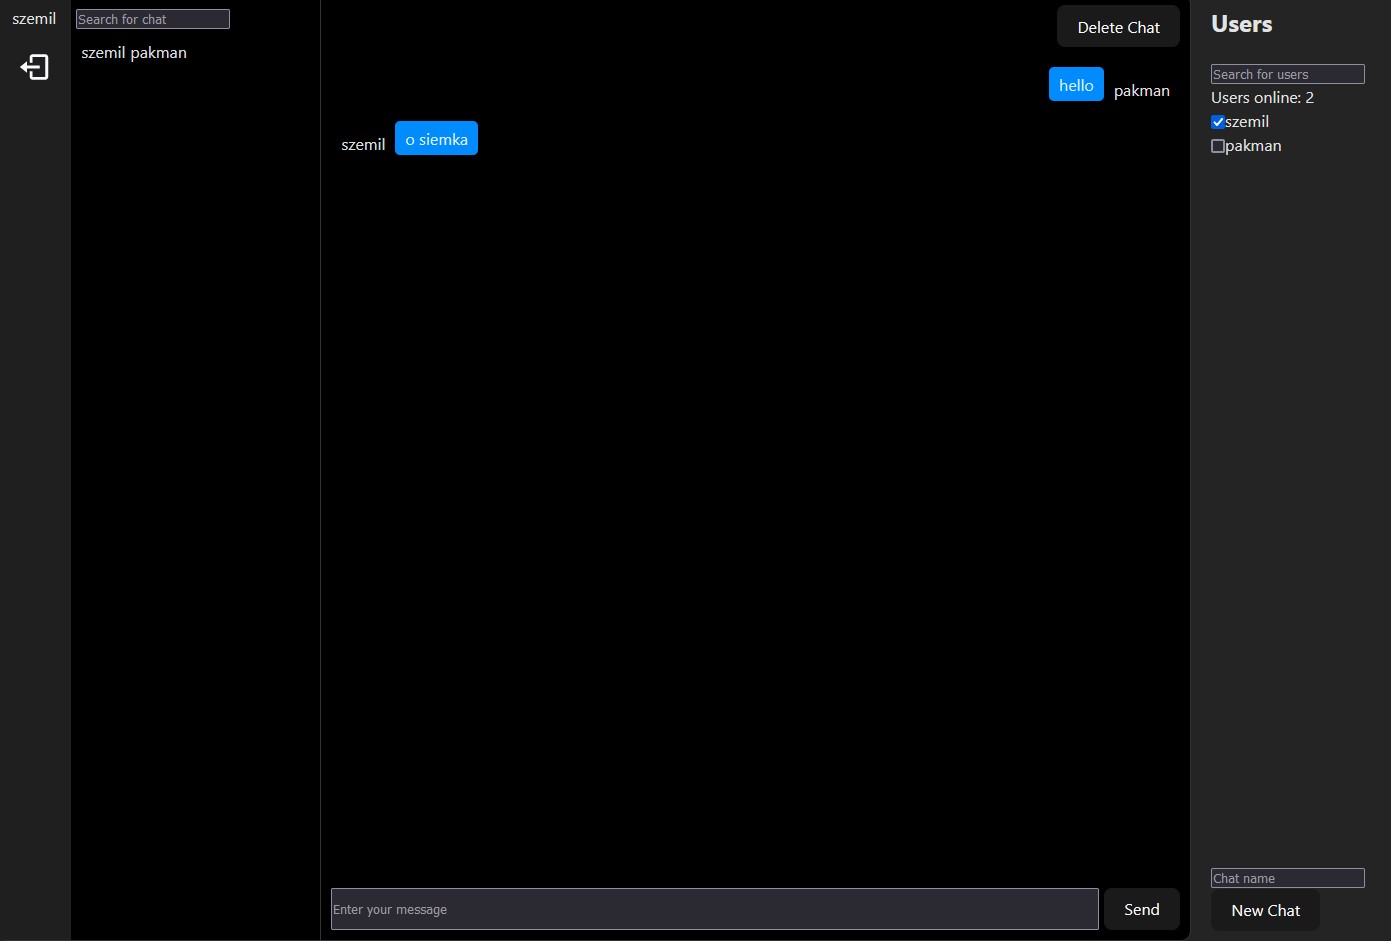 szemil
Search for chat
szemil pakman
Delete Chat
hello pakman
szemil o siemka
Enter your message
Send
Users
Search for users
Users online: 2
szemil
pakman
Chat name
New Chat